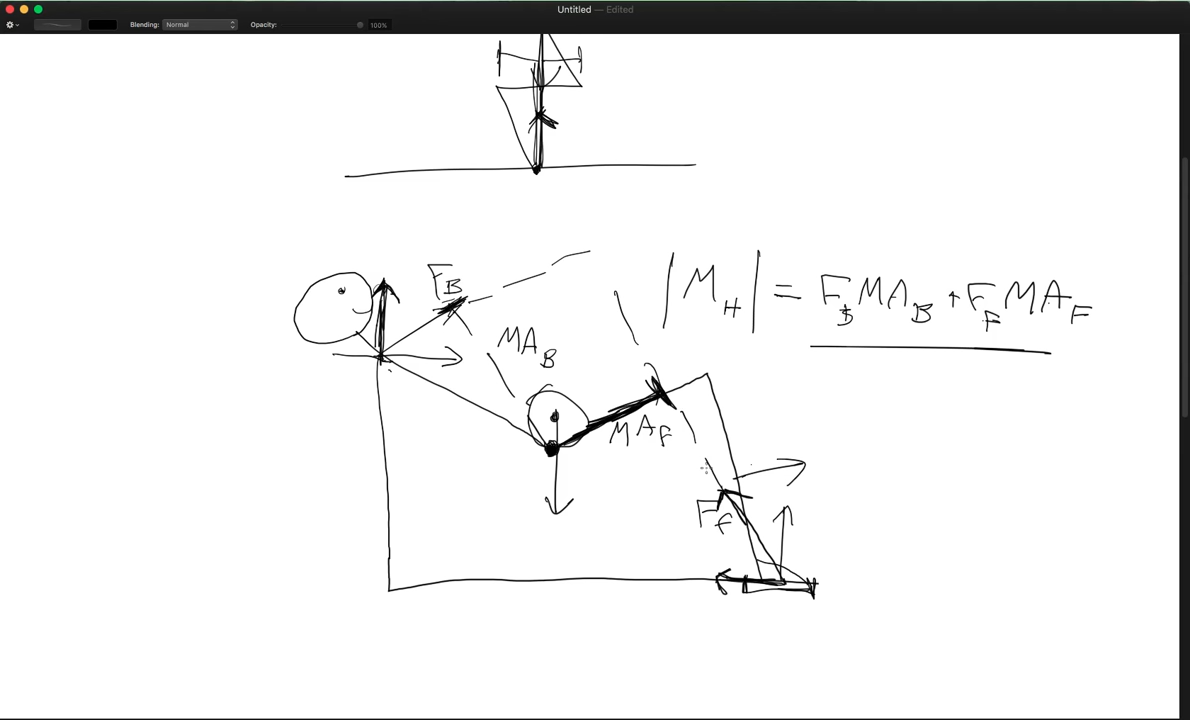 Untitled — Edited
Blending: Normal Opacity: 100%
F_B
|M_H| = F_B MA_B + F_F MA_F
MA_B
MA_F
F_f